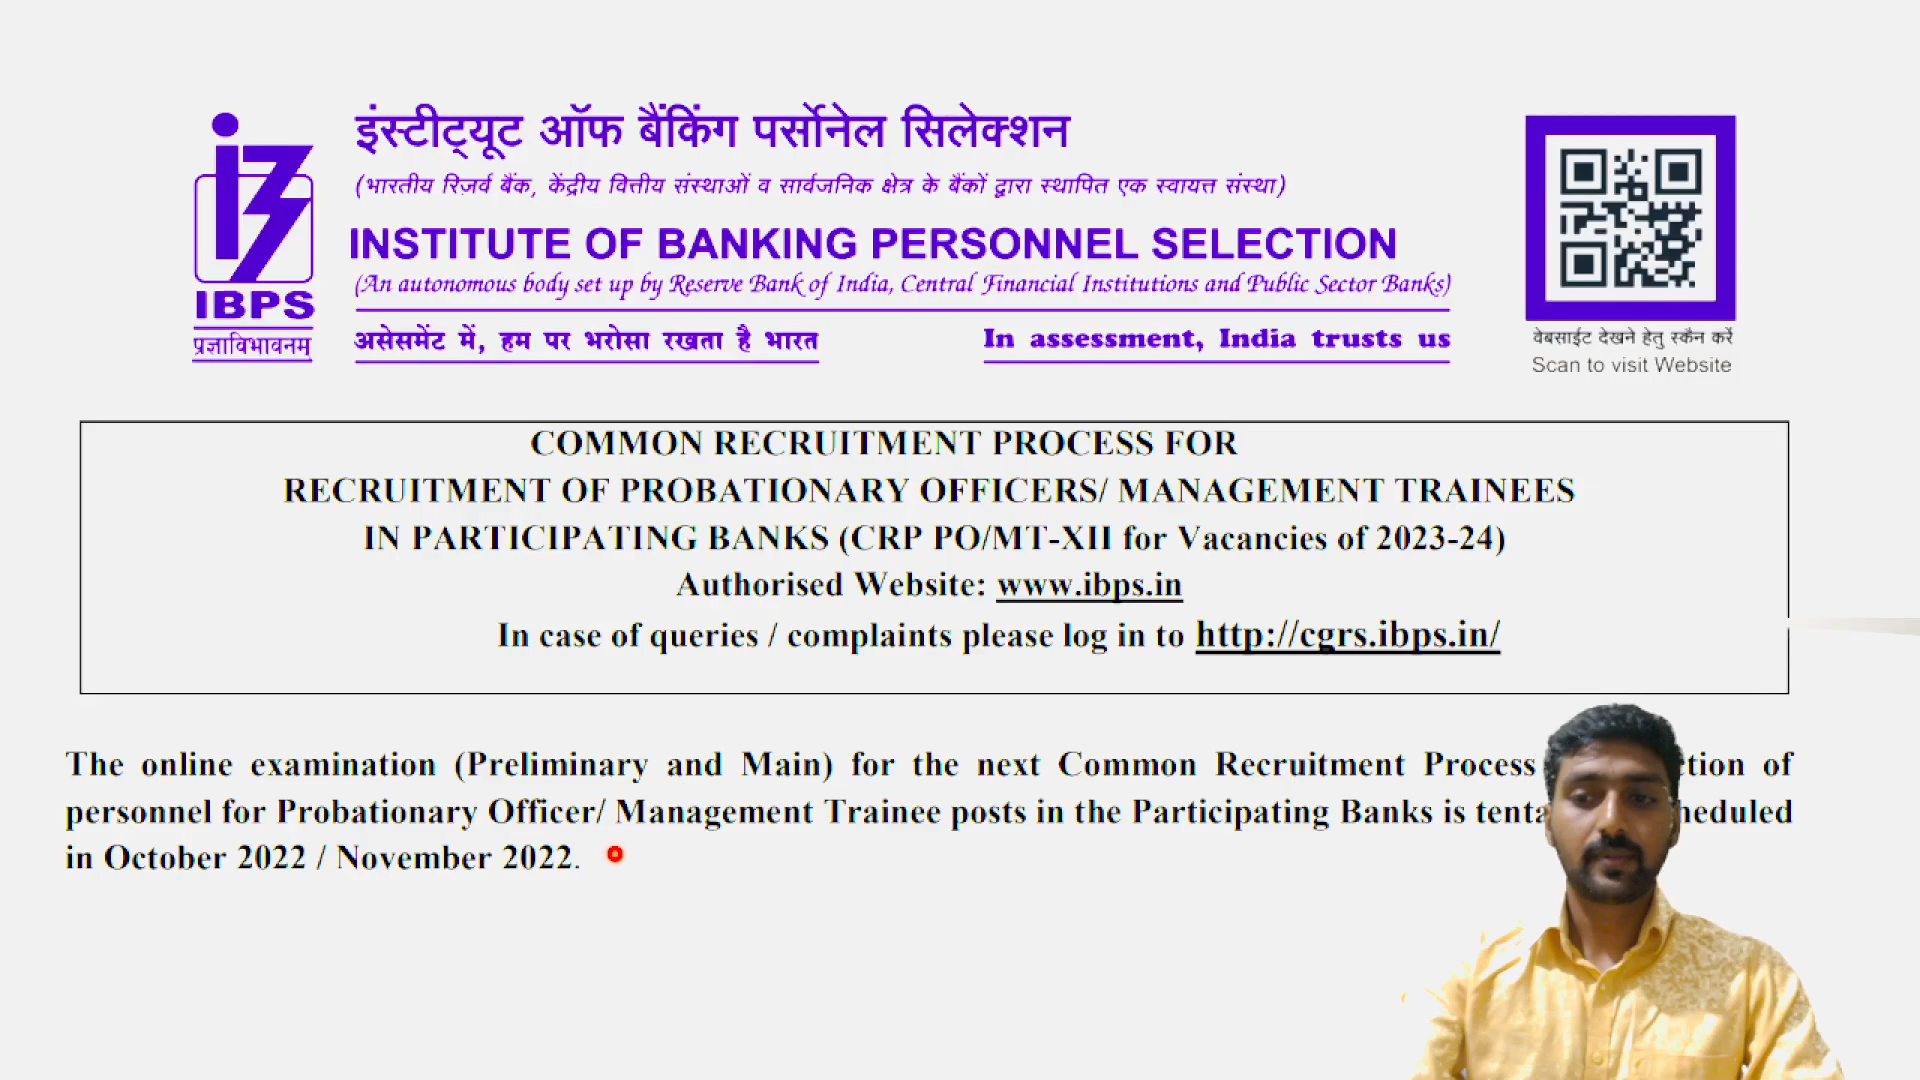 इंस्टीट्यूट ऑफ बैंकिंग पर्सोनेल सिलेक्शन
(भारतीय रिज़र्व बैंक, केंद्रीय वित्तीय संस्थाओं व सार्वजनिक क्षेत्र के बैंकों द्वारा स्थापित एक स्वायत्त संस्था)
INSTITUTE OF BANKING PERSONNEL SELECTION
(An autonomous body set up by Reserve Bank of India, Central Financial Institutions and Public Sector Banks)
IBPS
प्रज्ञाविभावनम्
असेसमेंट में, हम पर भरोसा रखता है भारत
In assessment, India trusts us
वेबसाईट देखने हेतु स्कैन करें
Scan to visit Website
COMMON RECRUITMENT PROCESS FOR
RECRUITMENT OF PROBATIONARY OFFICERS/ MANAGEMENT TRAINEES
IN PARTICIPATING BANKS (CRP PO/MT-XII for Vacancies of 2023-24)
Authorised Website: www.ibps.in
In case of queries / complaints please log in to http://cgrs.ibps.in/
The online examination (Preliminary and Main) for the next Common Recruitment Process of
personnel for Probationary Officer/ Management Trainee posts in the Participating Banks is
in October 2022 / November 2022.